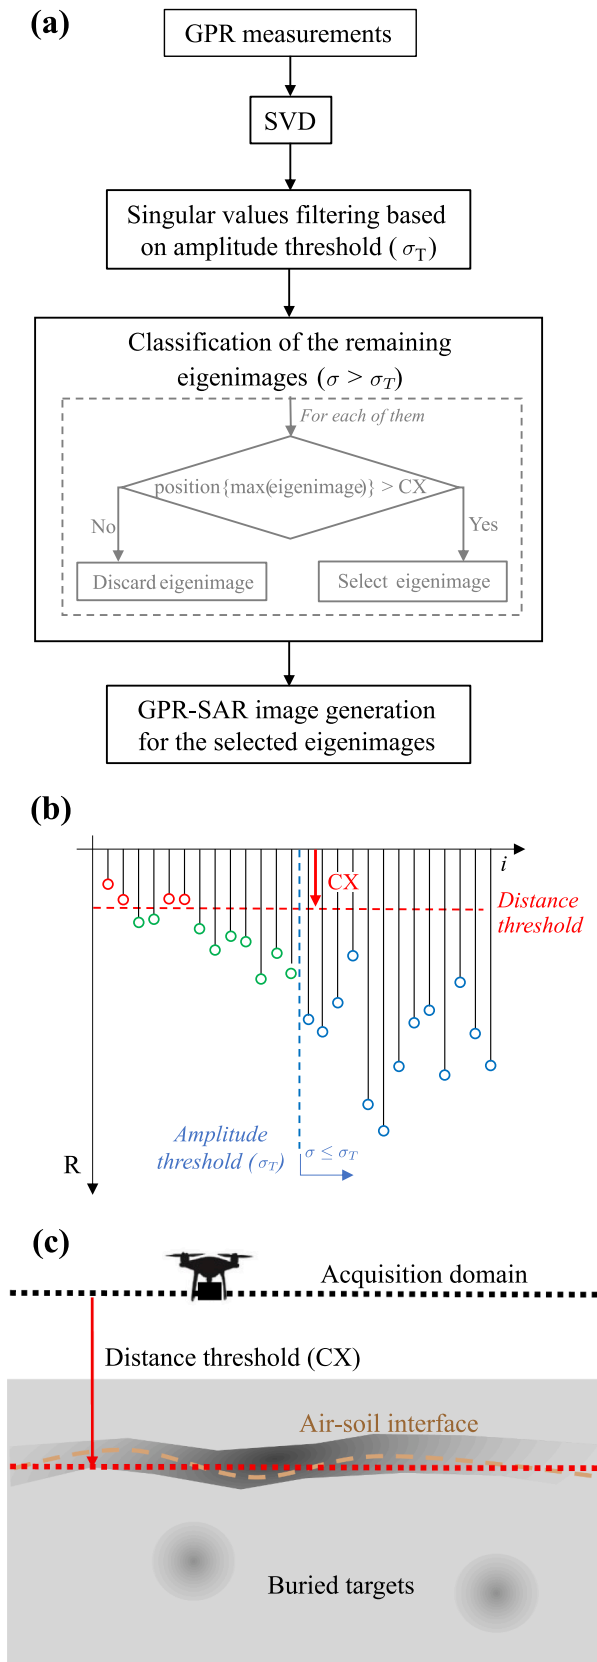 (a)
GPR measurements
SVD
Singular values filtering based
on amplitude threshold ( σT)
Classification of the remaining
eigenimages (σ > σT)
For each of them
position{max(eigenimage)} > CX
No
Yes
Discard eigenimage
Select eigenimage
GPR-SAR image generation
for the selected eigenimages
(b)
i
CX
Distance
threshold
Amplitude
threshold (σT)
σ ≤ σT
R
(c)
Acquisition domain
Distance threshold (CX)
Air-soil interface
Buried targets